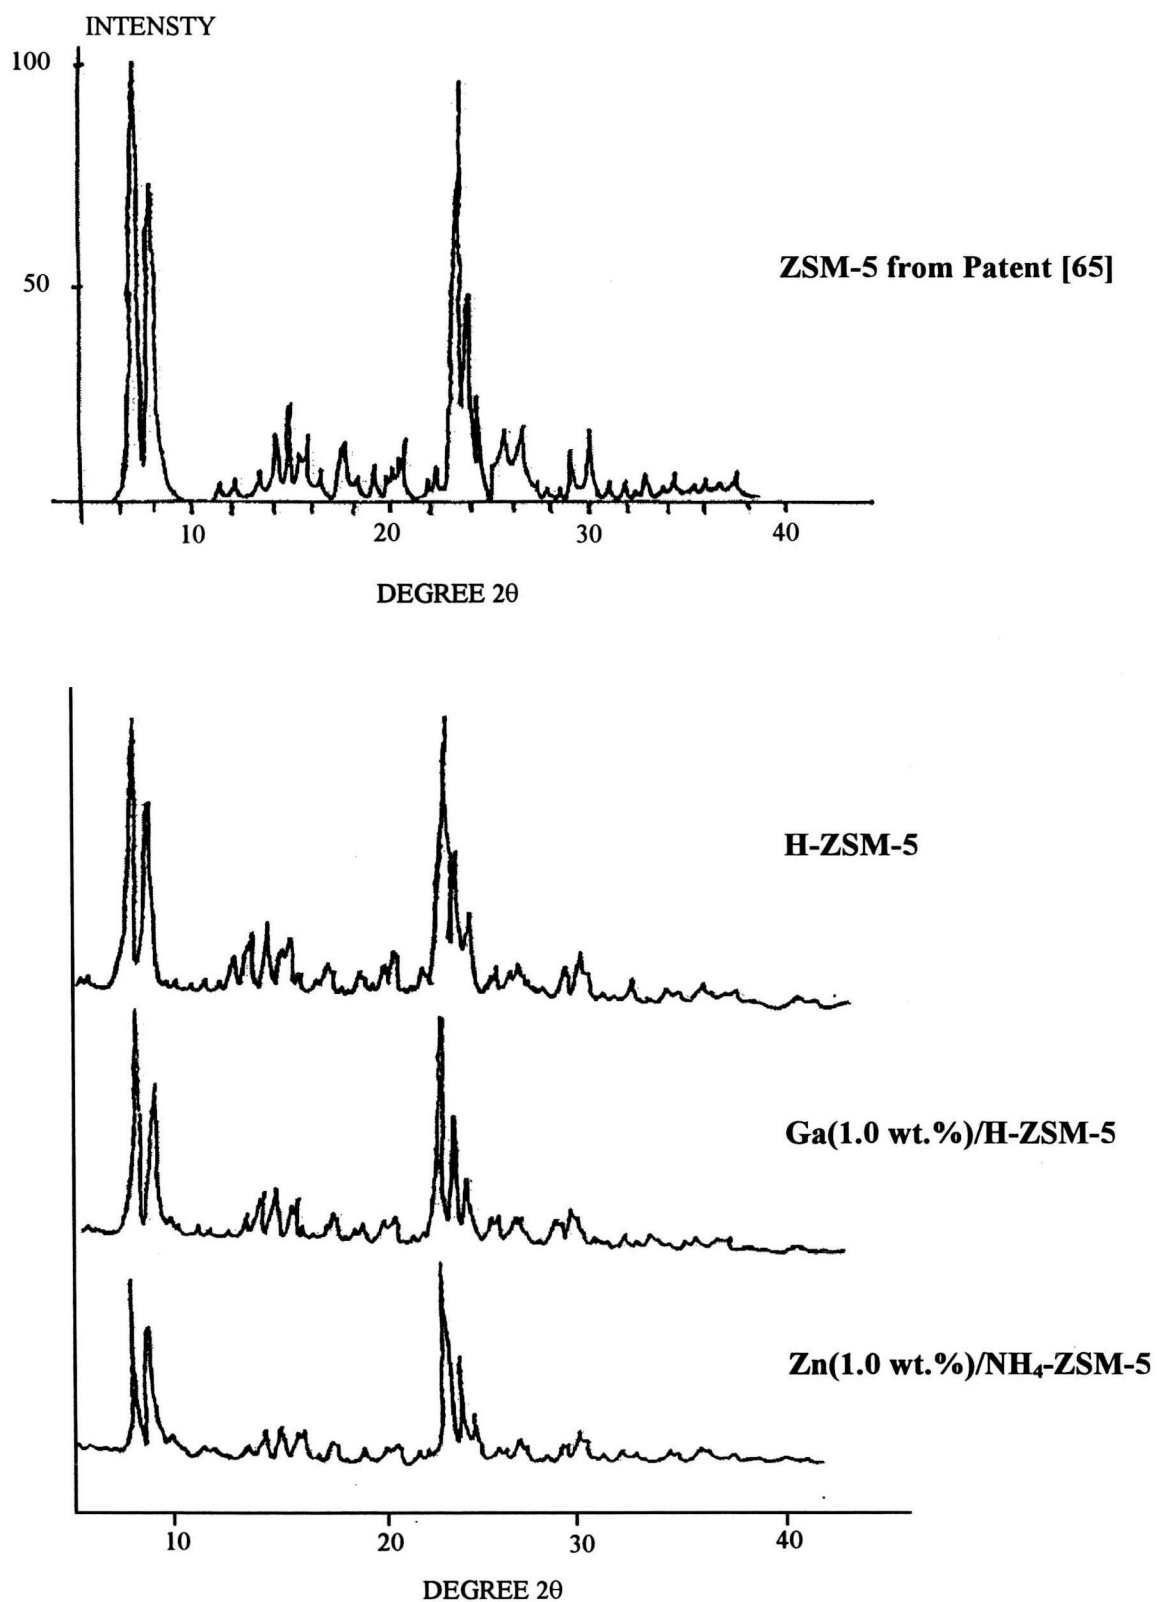 INTENSTY
100
50
ZSM-5 from Patent [65]
10 20 30 40
DEGREE 2θ
H-ZSM-5
Ga(1.0 wt.%)/H-ZSM-5
Zn(1.0 wt.%)/NH₄-ZSM-5
10 20 30 40
DEGREE 2θ